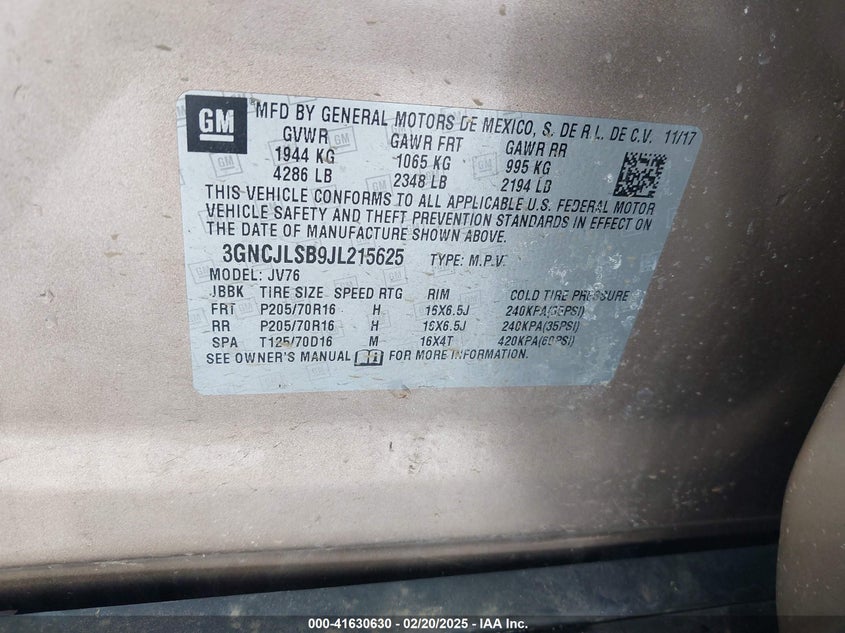 GM
MFD BY GENERAL MOTORS DE MEXICO, S. DE R.L. DE C.V. 11/17
GVWR GAWR FRT GAWR RR
1944 KG 1065 KG 995 KG
4286 LB 2348 LB 2194 LB
THIS VEHICLE CONFORMS TO ALL APPLICABLE U.S. FEDERAL MOTOR
VEHICLE SAFETY AND THEFT PREVENTION STANDARDS IN EFFECT ON
THE DATE OF MANUFACTURE SHOWN ABOVE.
3GNCJLSB9JL215625 TYPE: M.P.V.
MODEL: JV76
JBBK TIRE SIZE SPEED RTG RIM COLD TIRE PRESSURE
FRT P205/70R16 H 16X6.5J 240KPA(35PSI)
RR P205/70R16 H 16X6.5J 240KPA(35PSI)
SPA T125/70D16 M 16X4T 420KPA(60PSI)
SEE OWNER'S MANUAL FOR MORE INFORMATION.
000-41630630 - 02/20/2025 - IAA Inc.